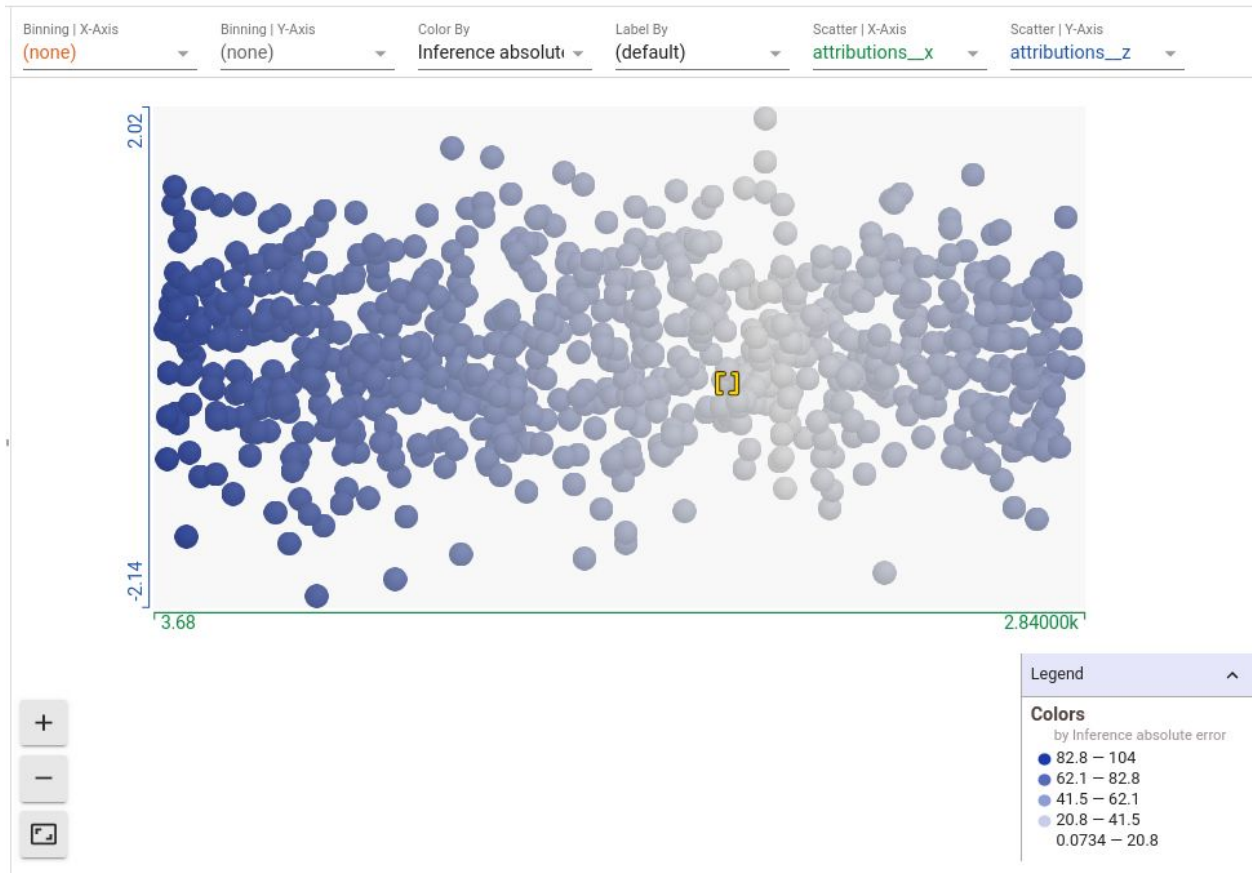 Binning | X-Axis Binning | Y-Axis Color By Label By Scatter | X-Axis Scatter | Y-Axis
(none) (none) Inference absolut (default) attributions__x attributions__z
2.02
-2.14
3.68 2.84000k
Legend
Colors
by Inference absolute error
82.8 — 104
62.1 — 82.8
41.5 — 62.1
20.8 — 41.5
0.0734 — 20.8